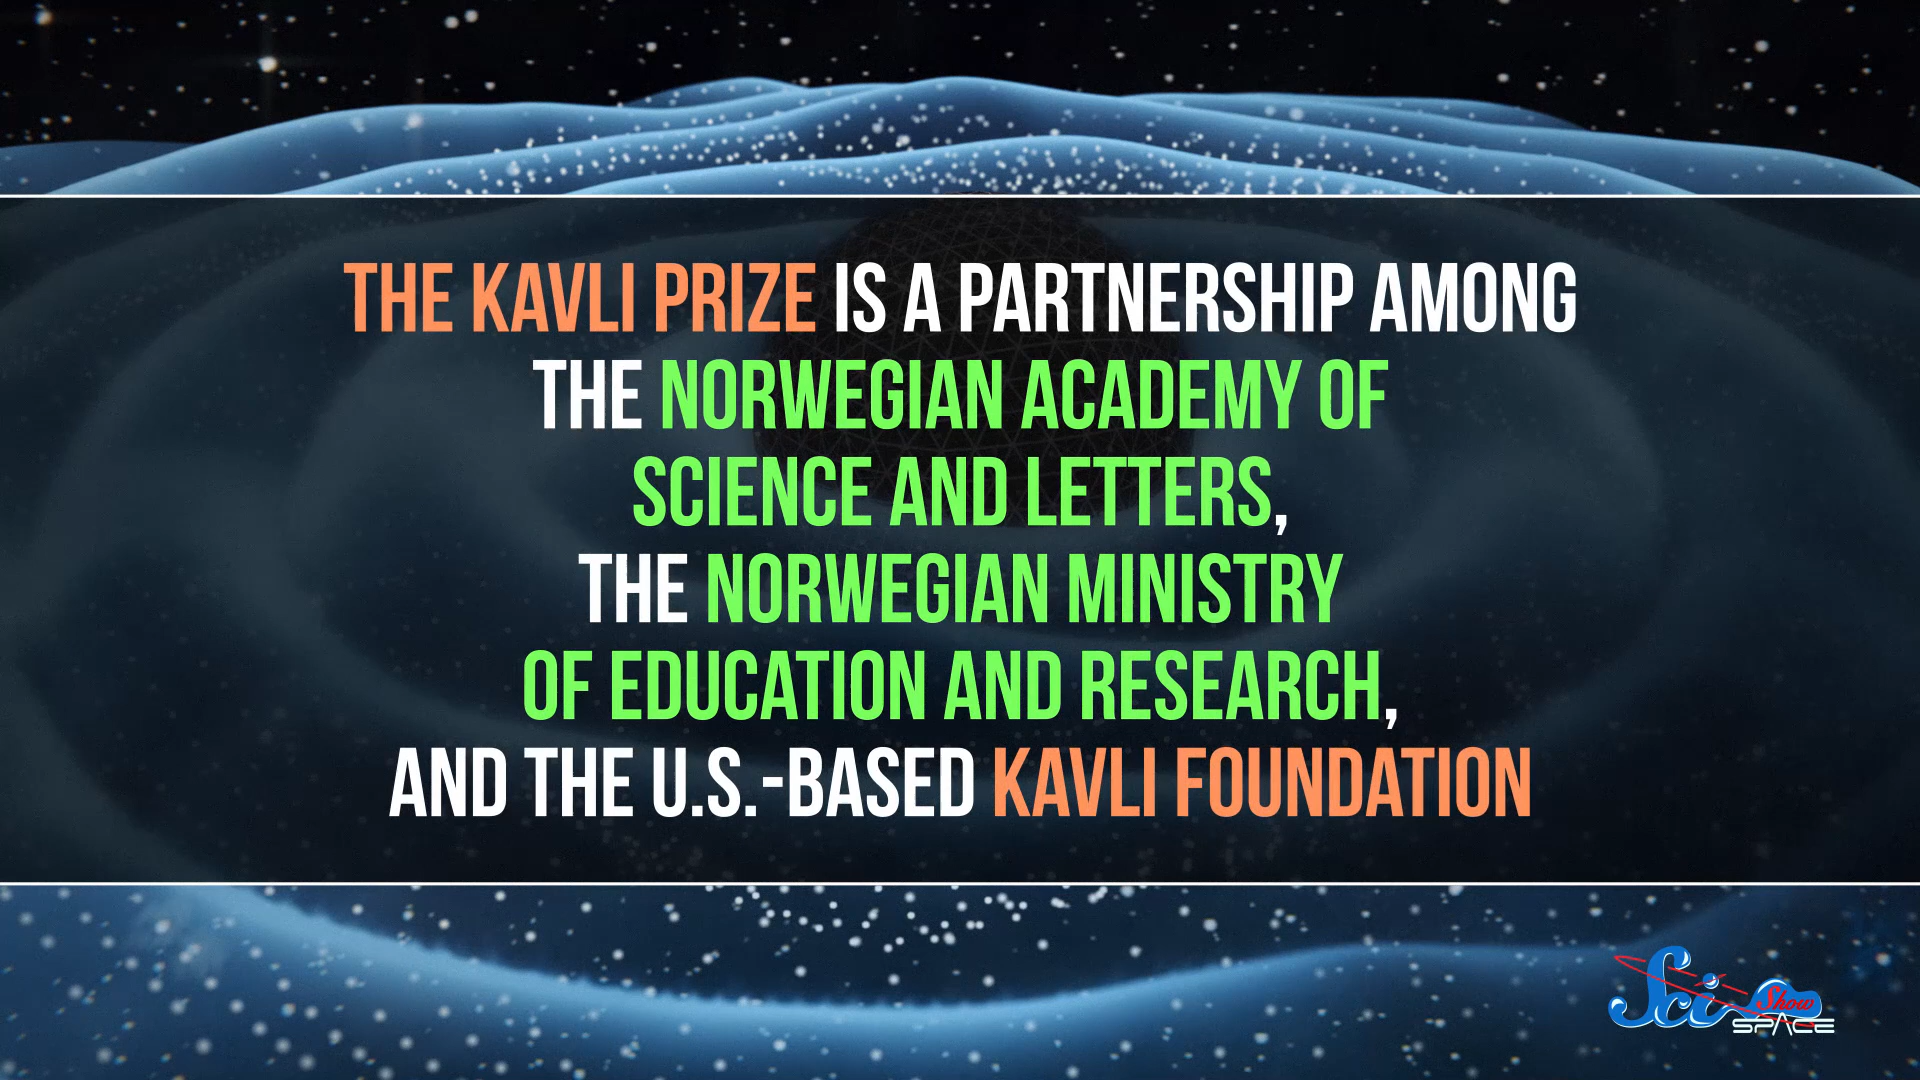 THE KAVLI PRIZE IS A PARTNERSHIP AMONG
THE NORWEGIAN ACADEMY OF
SCIENCE AND LETTERS,
THE NORWEGIAN MINISTRY
OF EDUCATION AND RESEARCH,
AND THE U.S.-BASED KAVLI FOUNDATION
Sci Show
SPACE